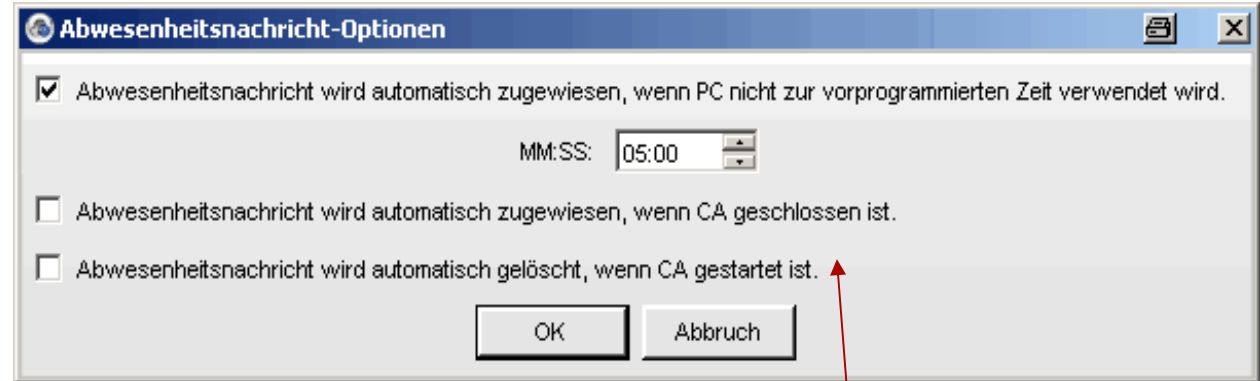 Abwesenheitsnachricht-Optionen
Abwesenheitsnachricht wird automatisch zugewiesen, wenn PC nicht zur vorprogrammierten Zeit verwendet wird.
MM:SS: 05:00
Abwesenheitsnachricht wird automatisch zugewiesen, wenn CA geschlossen ist.
Abwesenheitsnachricht wird automatisch gelöscht, wenn CA gestartet ist.
OK Abbruch